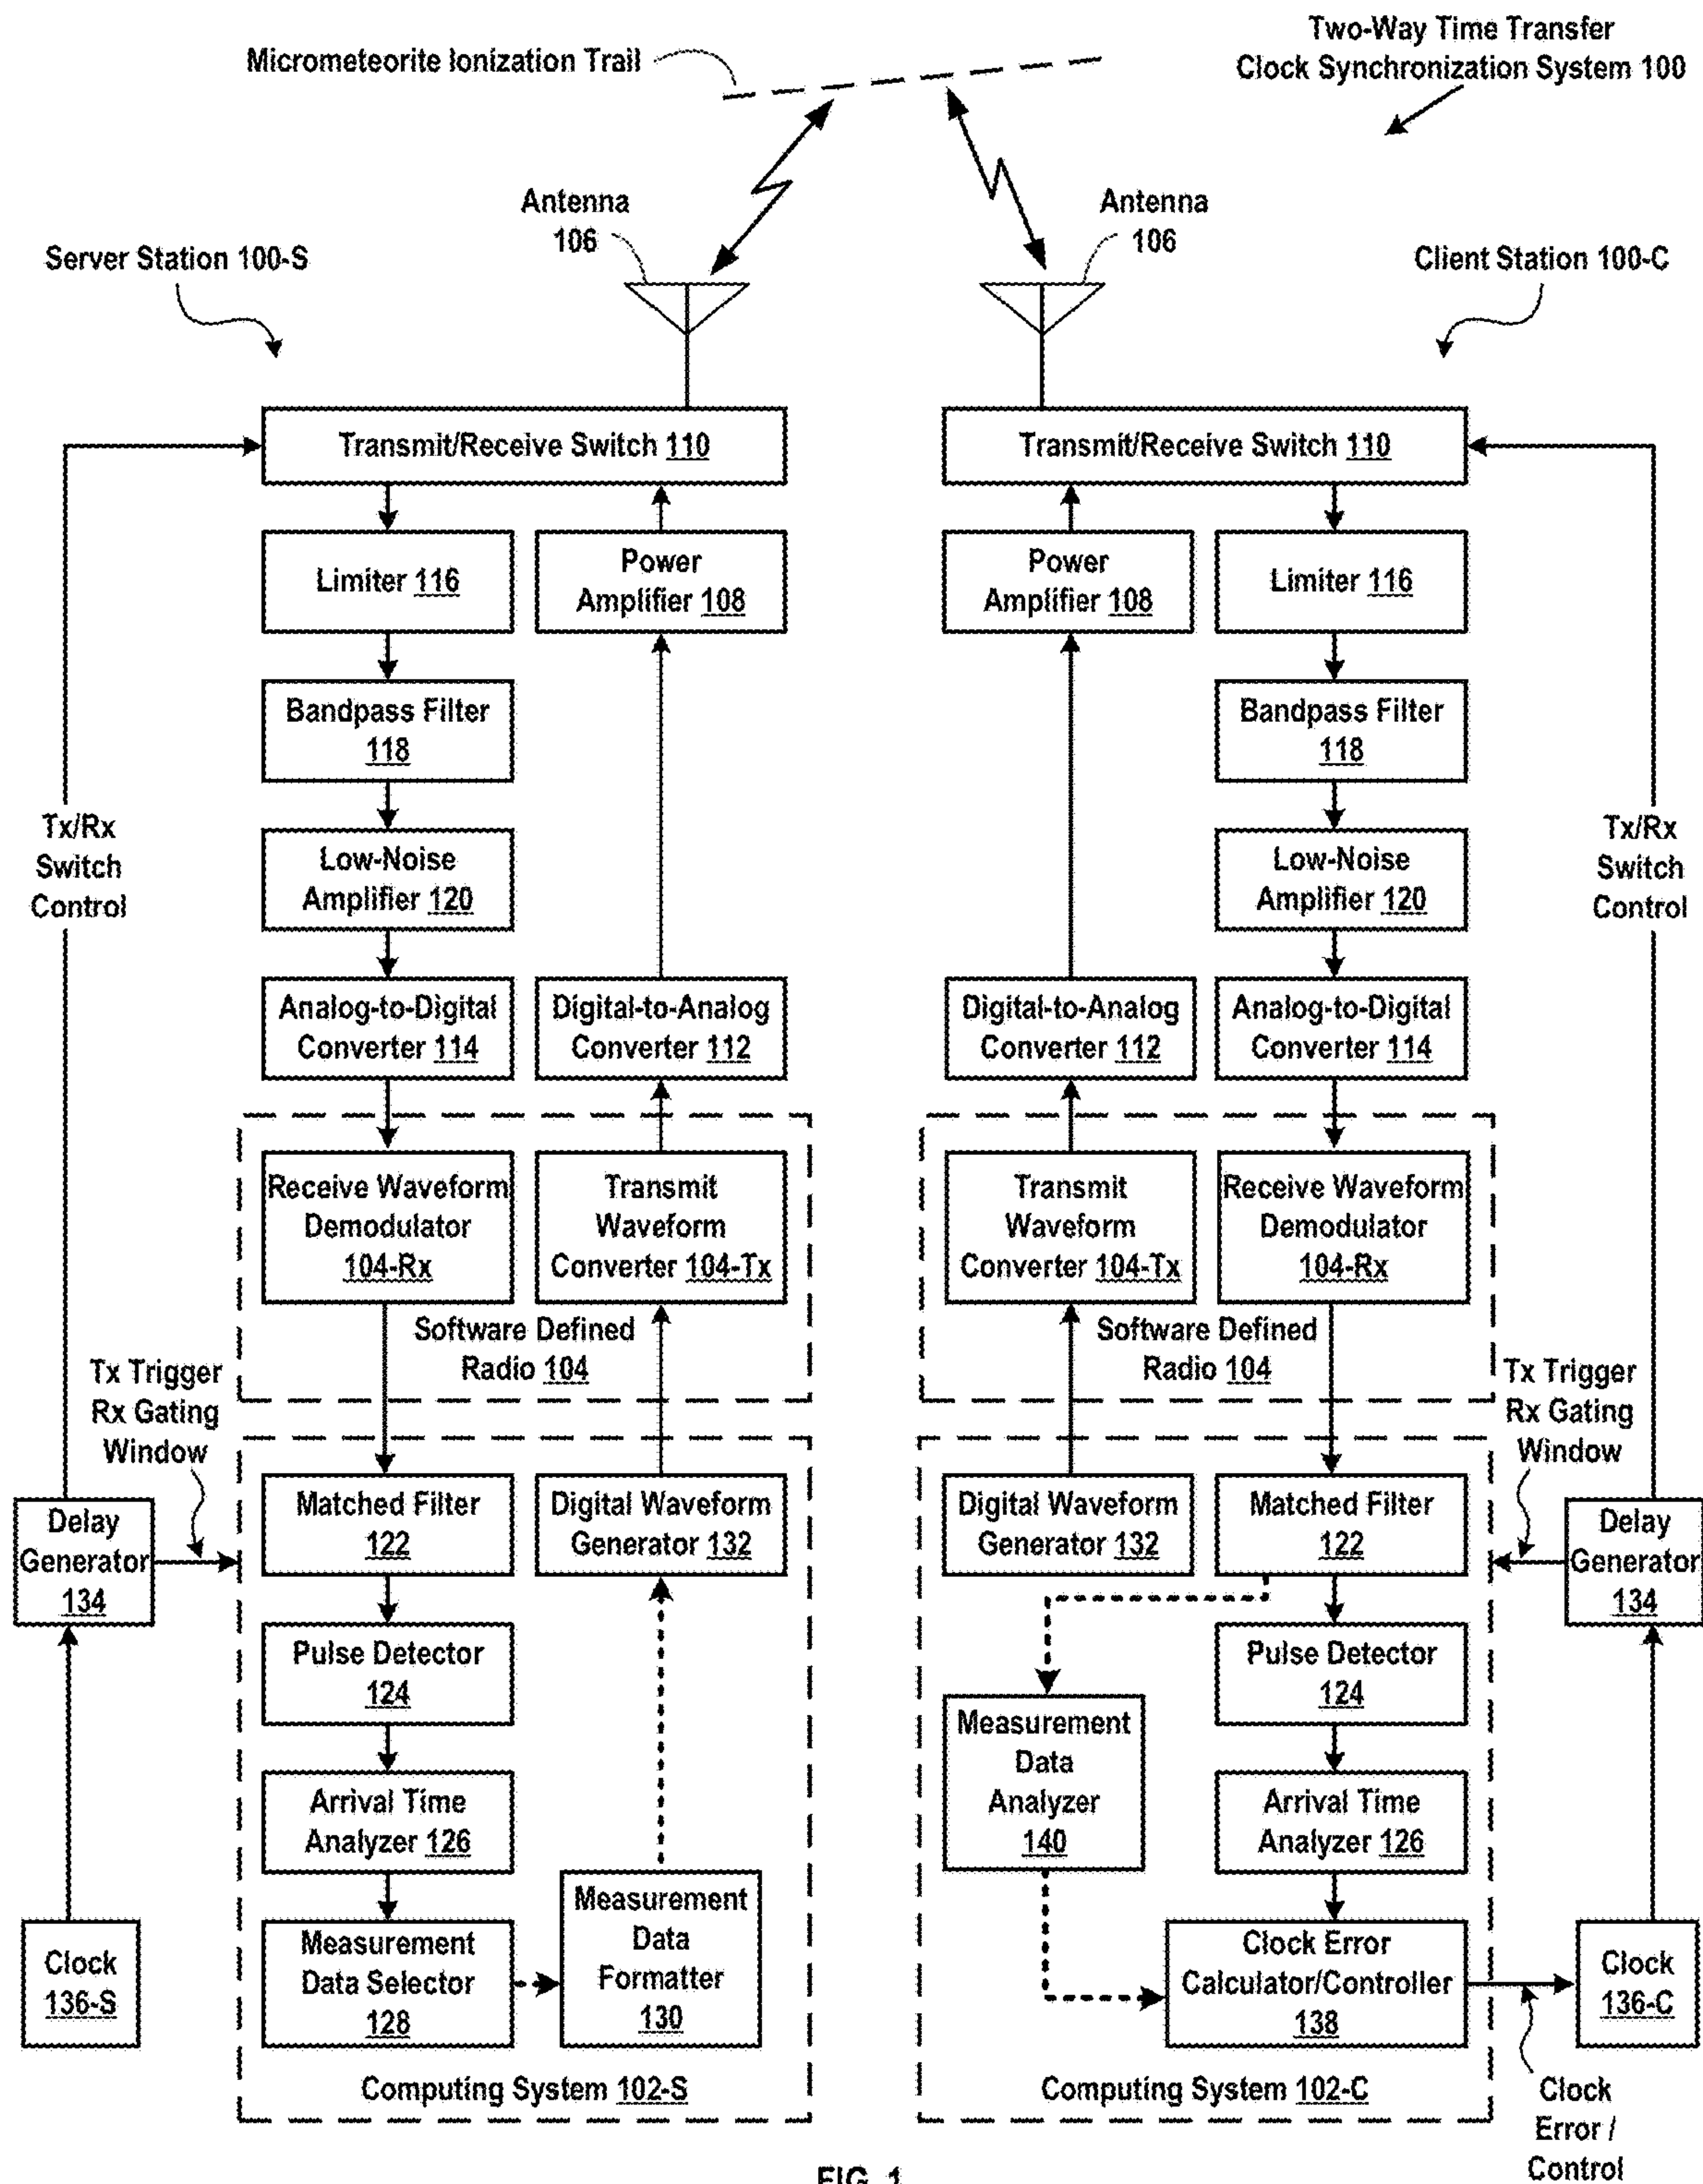 Two-Way Time Transfer
Clock Synchronization System 100
Micrometeorite Ionization Trail
Antenna
106
Antenna
106
Server Station 100-S
Client Station 100-C
Transmit/Receive Switch 110
Limiter 116
Power
Amplifier 108
Bandpass Filter
118
Low-Noise
Amplifier 120
Tx/Rx
Switch
Control
Analog-to-Digital
Converter 114
Digital-to-Analog
Converter 112
Receive Waveform
Demodulator
104-Rx
Transmit
Waveform
Converter 104-Tx
Software Defined
Radio 104
Tx Trigger
Rx Gating
Window
Delay
Generator
134
Matched Filter
122
Digital Waveform
Generator 132
Pulse Detector
124
Arrival Time
Analyzer 126
Clock
136-S
Measurement
Data Selector
128
Measurement
Data
Formatter
130
Computing System 102-S
Transmit/Receive Switch 110
Power
Amplifier 108
Limiter 116
Bandpass Filter
118
Low-Noise
Amplifier 120
Tx/Rx
Switch
Control
Digital-to-Analog
Converter 112
Analog-to-Digital
Converter 114
Transmit
Waveform
Converter 104-Tx
Receive Waveform
Demodulator
104-Rx
Software Defined
Radio 104
Tx Trigger
Rx Gating
Window
Digital Waveform
Generator 132
Matched Filter
122
Delay
Generator
134
Pulse Detector
124
Measurement
Data
Analyzer
140
Arrival Time
Analyzer 126
Clock Error
Calculator/Controller
138
Clock
136-C
Computing System 102-C
Clock
Error /
Control
FIG. 1